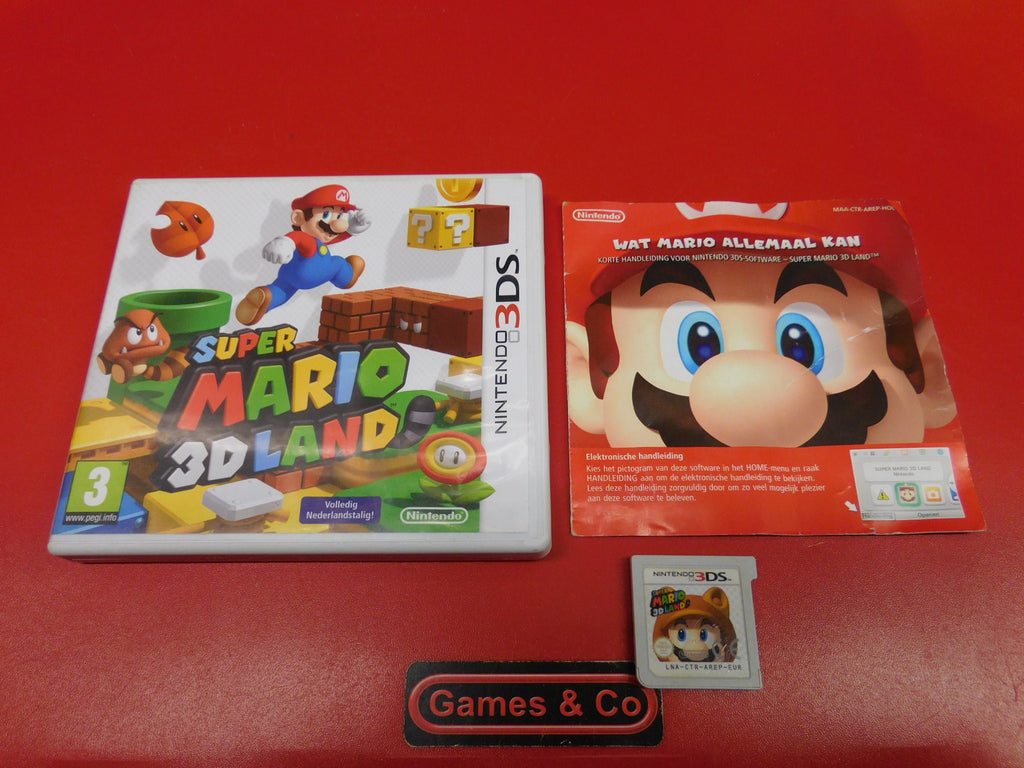 SUPER
MARIO
3D LAND™
NINTENDO 3DS™
3
www.pegi.info
Volledig
Nederlandstalig!
Nintendo
Nintendo
MAA-CTR-AREP-HOL
WAT MARIO ALLEMAAL KAN
KORTE HANDLEIDING VOOR NINTENDO 3DS-SOFTWARE – SUPER MARIO 3D LAND™
Elektronische handleiding
Kies het pictogram van deze software in het HOME-menu en raak
HANDLEIDING aan om de elektronische handleiding te bekijken.
Lees deze handleiding zorgvuldig door om zo veel mogelijk plezier
aan deze software te beleven.
SUPER MARIO 3D LAND
Nintendo
Handleiding
Openen
NINTENDO 3DS™
SUPER
MARIO
3D LAND
LNA-CTR-AREP-EUR
Games & Co